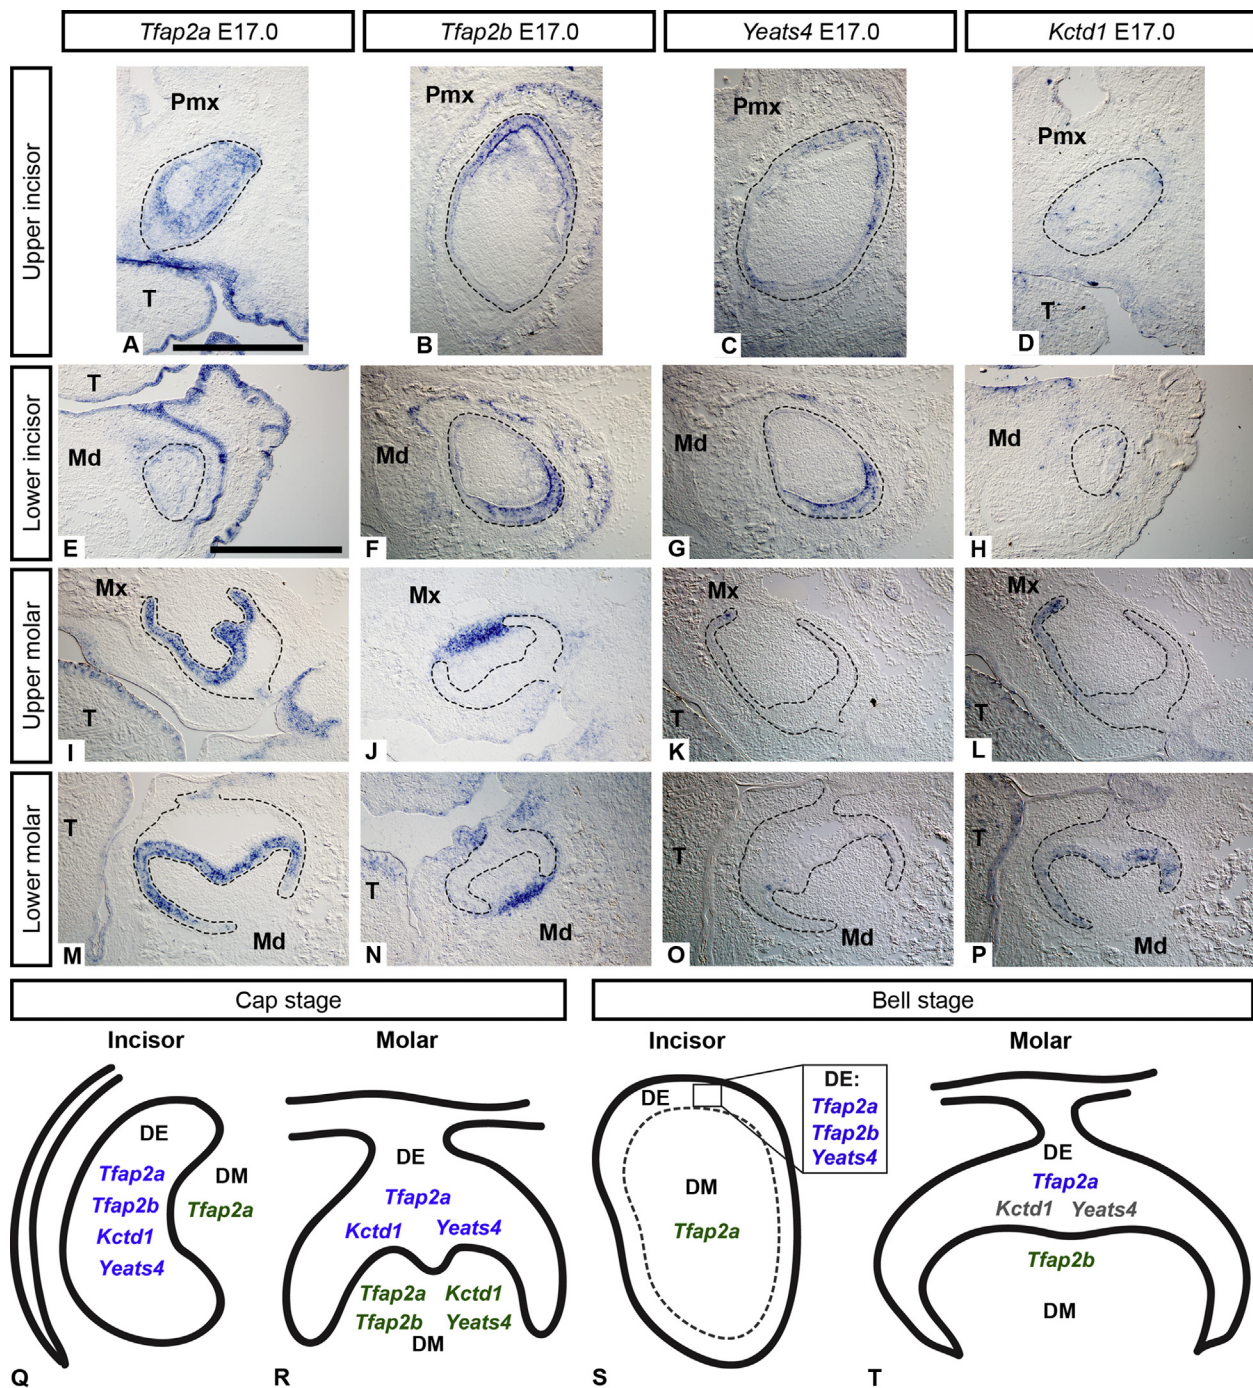 Tfap2a E17.0
Tfap2b E17.0
Yeats4 E17.0
Kctd1 E17.0
Upper incisor
Pmx
T
A
Pmx
B
Pmx
C
Pmx
T
D
Lower incisor
T
Md
E
Md
F
Md
G
Md
H
Upper molar
Mx
T
I
Mx
J
Mx
T
K
Mx
T
L
Lower molar
T
Md
M
T
Md
N
T
Md
O
T
Md
P
Cap stage
Bell stage
Incisor
Molar
Incisor
Molar
DE
Tfap2a
Tfap2b
Kctd1
Yeats4
DM
Tfap2a
Q
DE
Tfap2a
Kctd1 Yeats4
Tfap2a Kctd1
Tfap2b Yeats4
DM
R
DE
DE:
Tfap2a
Tfap2b
Yeats4
DM
Tfap2a
S
DE
Tfap2a
Kctd1 Yeats4
Tfap2b
DM
T